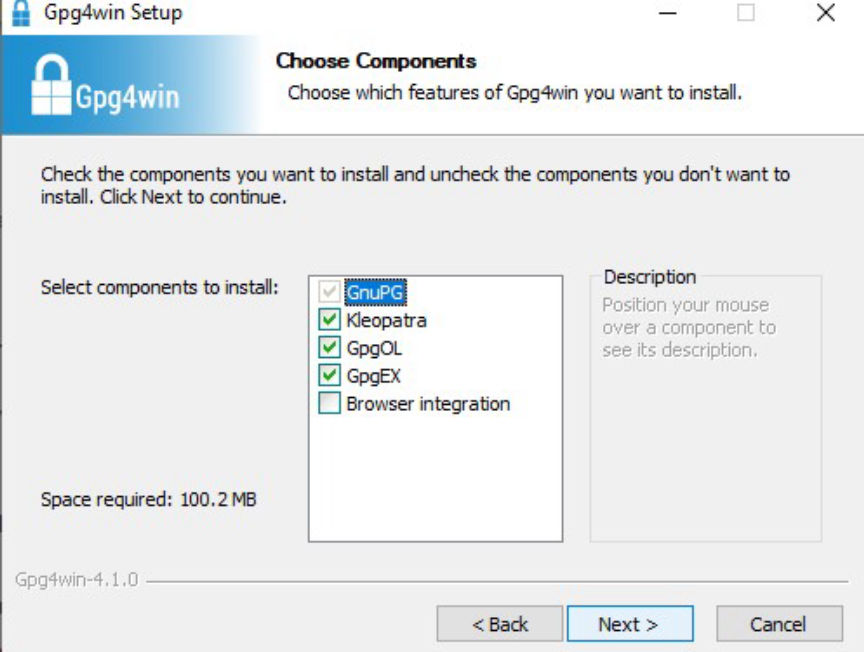 Gpg4win Setup
Gpg4win
Choose Components
Choose which features of Gpg4win you want to install.
Check the components you want to install and uncheck the components you don't want to
install. Click Next to continue.
Select components to install:
GnuPG
Kleopatra
GpgOL
GpgEX
Browser integration
Description
Position your mouse
over a component to
see its description.
Space required: 100.2 MB
Gpg4win-4.1.0
< Back
Next >
Cancel